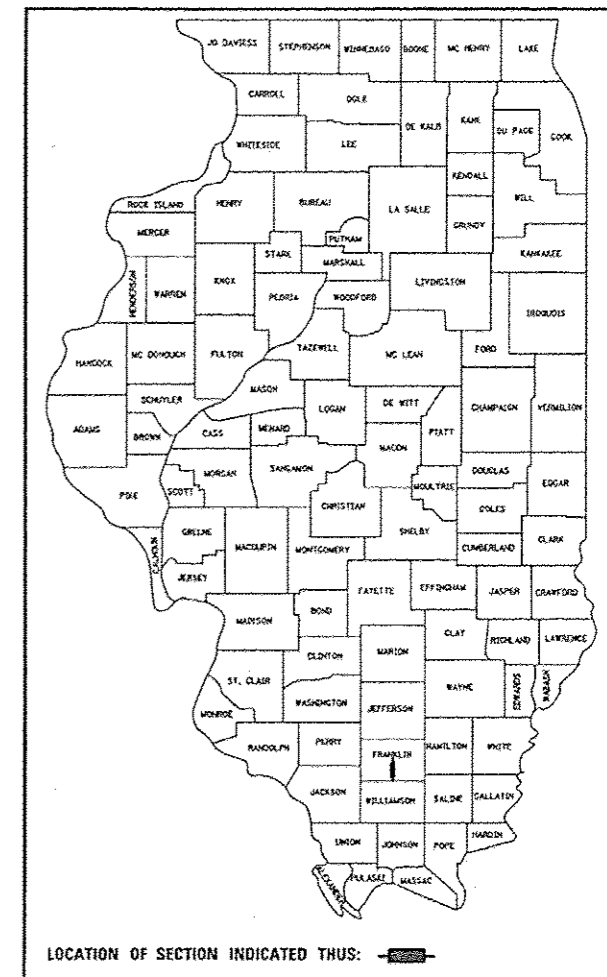 JO DAVIESS STEPHENSON WINNEBAGO BOONE MC HENRY LAKE
CARROLL OGLE DE KALB KANE DU PAGE COOK
WHITESIDE LEE KENDALL WILL
ROCK ISLAND HENRY BUREAU LA SALLE GRUNDY
MERCER PUTNAM KANKAKEE
STARK MARSHALL
HENDERSON WARREN KNOX PEORIA WOODFORD LIVINGSTON IROQUOIS
HANCOCK MC DONOUGH FULTON TAZEWELL MC LEAN FORD
SCHUYLER MASON
ADAMS BROWN CASS MENARD LOGAN DE WITT PIATT CHAMPAIGN VERMILION
MACON
PIKE SCOTT MORGAN SANGAMON MOULTRIE DOUGLAS EDGAR
CHRISTIAN COLES
CALHOUN GREENE MACOUPIN MONTGOMERY SHELBY CUMBERLAND CLARK
JERSEY
FAYETTE EFFINGHAM JASPER CRAWFORD
MADISON BOND CLAY RICHLAND LAWRENCE
CLINTON MARION
ST. CLAIR WAYNE EDWARDS WABASH
MONROE WASHINGTON JEFFERSON
RANDOLPH PERRY FRANKLIN HAMILTON WHITE
JACKSON WILLIAMSON SALINE GALLATIN
UNION JOHNSON POPE HARDIN
ALEXANDER PULASKI MASSAC
LOCATION OF SECTION INDICATED THUS: